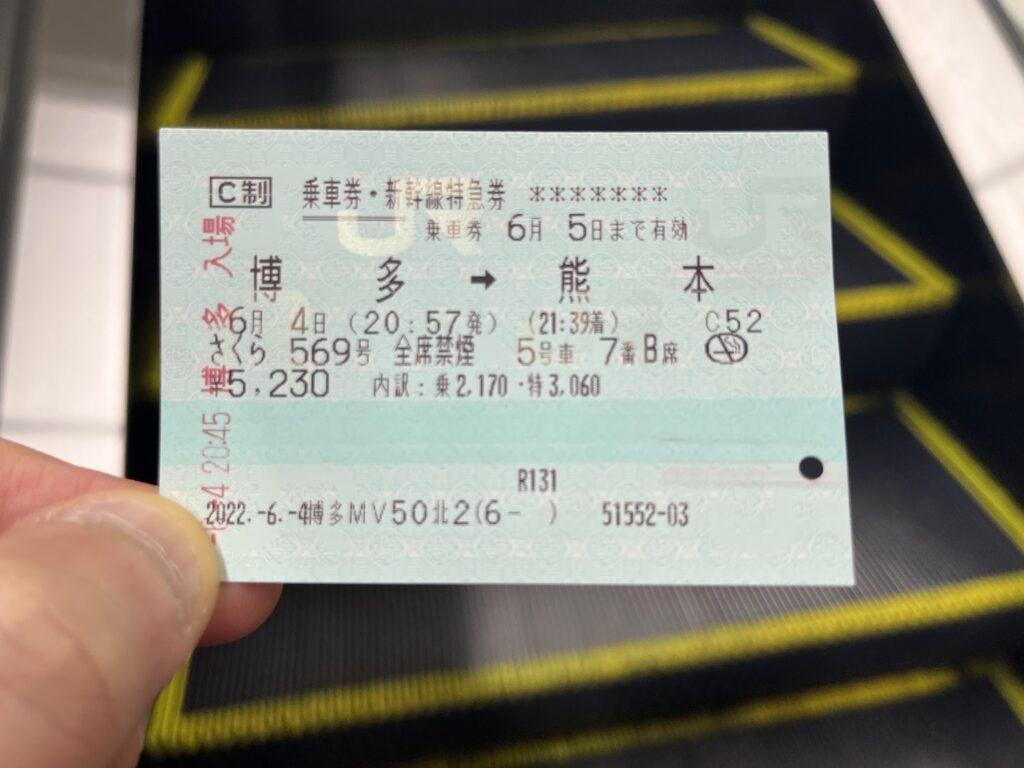 C制 乗車券・新幹線特急券 *******
乗車券 6月 5日まで有効
博多 ➡ 熊本
6月 4日 (20:57発) (21:39着) C52
さくら 569号 全席禁煙 5号車 7番B席
¥5,230 内訳:乗2,170・特3,060
R131
2022.-6.-4博多MV50北2(6- ) 51552-03
20:45 博多 入場